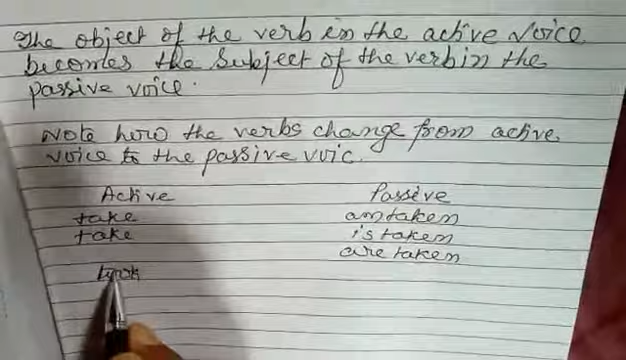 The object of the verb in the active voice
becomes the subject of the verb in the
passive voice.
Note how the verbs change from active
voice to the passive voic.
Active Passive
take am taken
take is taken
are taken